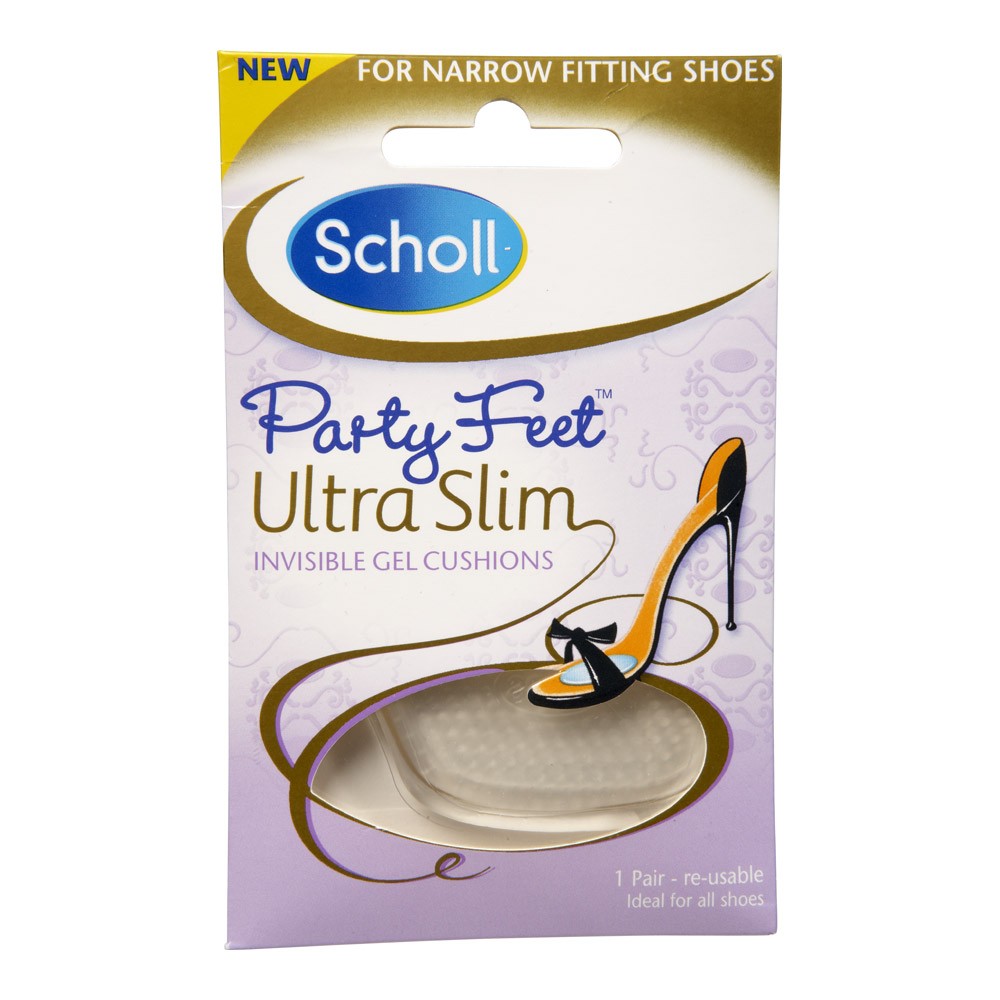 NEW
FOR NARROW FITTING SHOES
Scholl
Party Feet™
Ultra Slim
INVISIBLE GEL CUSHIONS
1 Pair - re-usable
Ideal for all shoes